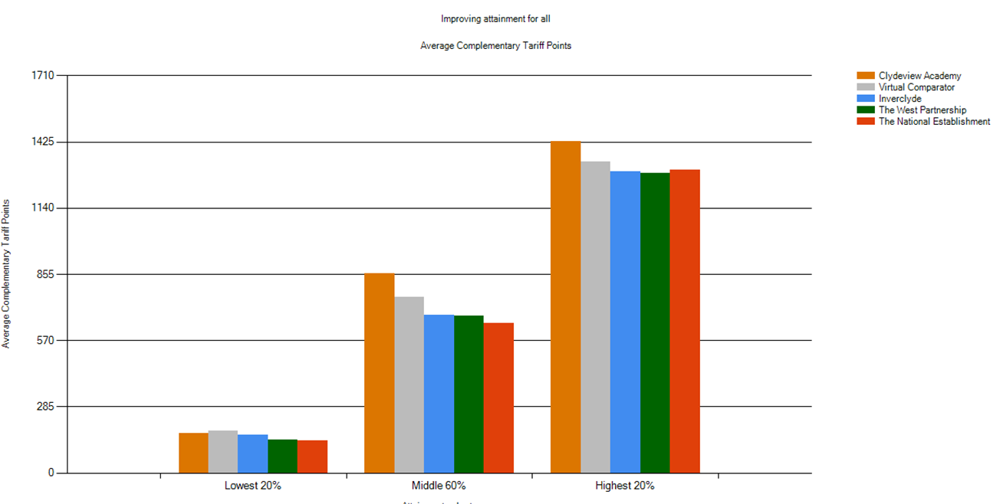 Improving attainment for all
Average Complementary Tariff Points
1710
1425
1140
855
570
285
0
Average Complementary Tariff Points
Lowest 20%
Middle 60%
Highest 20%
Clydeview Academy
Virtual Comparator
Inverclyde
The West Partnership
The National Establishment